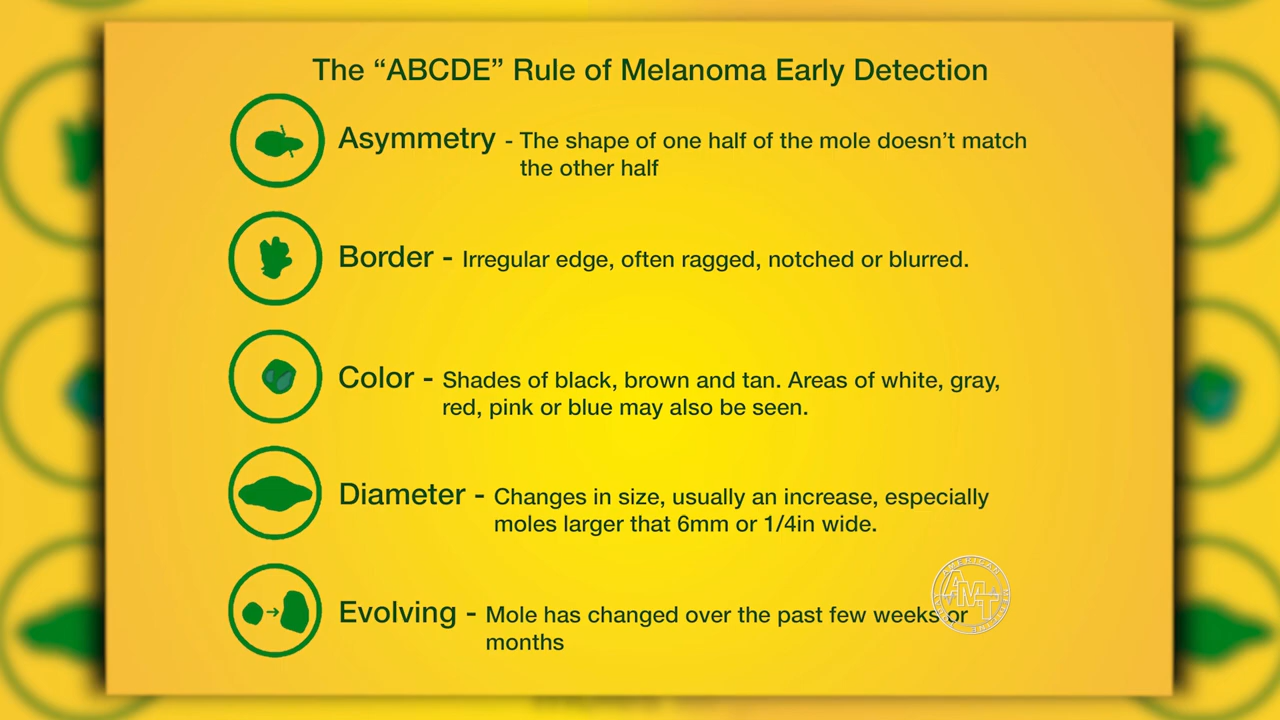 The “ABCDE” Rule of Melanoma Early Detection
Asymmetry - The shape of one half of the mole doesn’t match
the other half
Border - Irregular edge, often ragged, notched or blurred.
Color - Shades of black, brown and tan. Areas of white, gray,
red, pink or blue may also be seen.
Diameter - Changes in size, usually an increase, especially
moles larger that 6mm or 1/4in wide.
Evolving - Mole has changed over the past few weeks or
months
AMERICAN
AMT